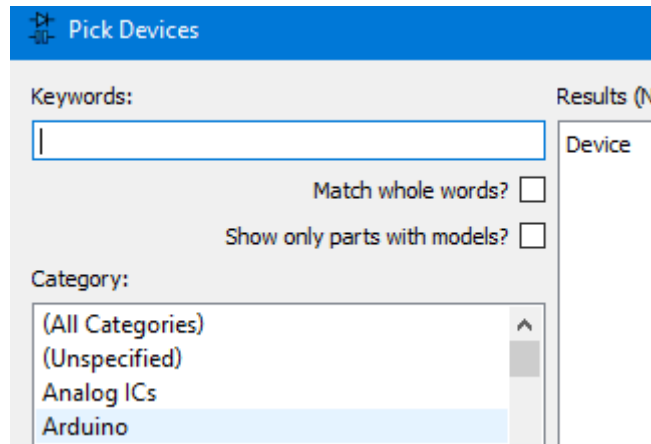 Pick Devices
Keywords:
Results (
Device
Match whole words?
Show only parts with models?
Category:
(All Categories)
(Unspecified)
Analog ICs
Arduino